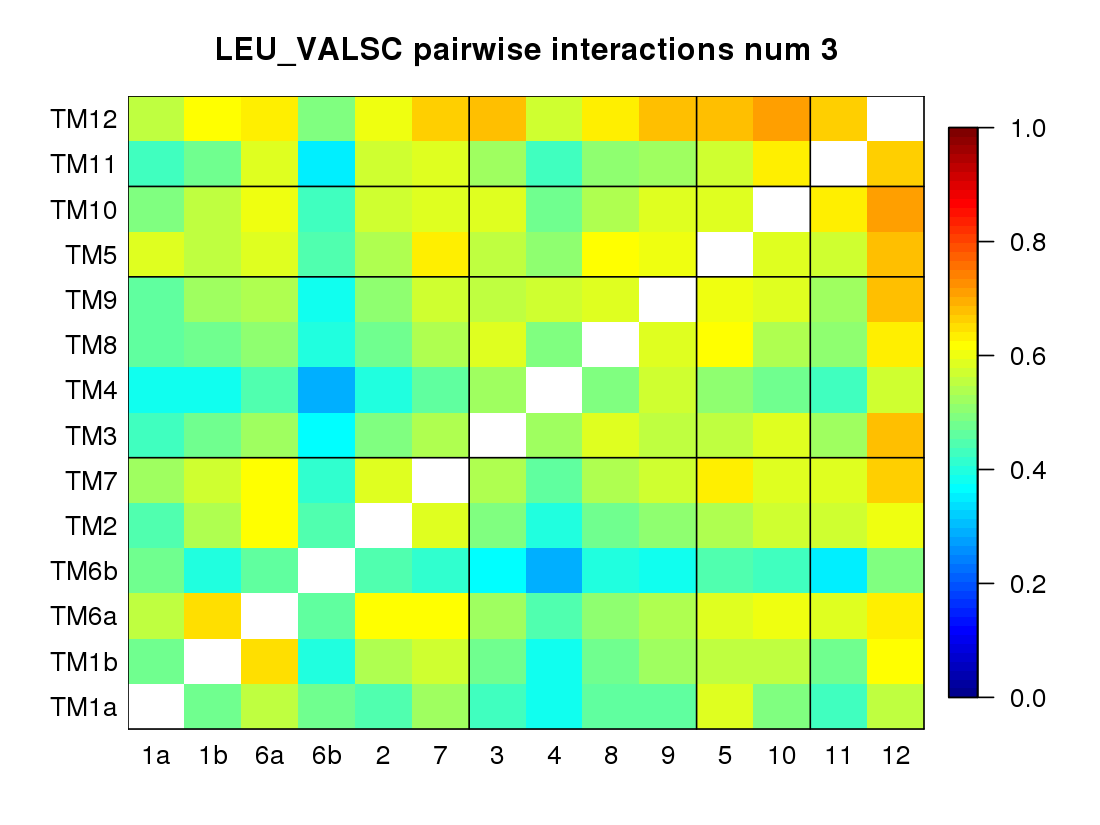 LEU_VALSC pairwise interactions num 3
TM12
TM11
TM10
TM5
TM9
TM8
TM4
TM3
TM7
TM2
TM6b
TM6a
TM1b
TM1a
1a 1b 6a 6b 2 7 3 4 8 9 5 10 11 12
1.0
0.8
0.6
0.4
0.2
0.0